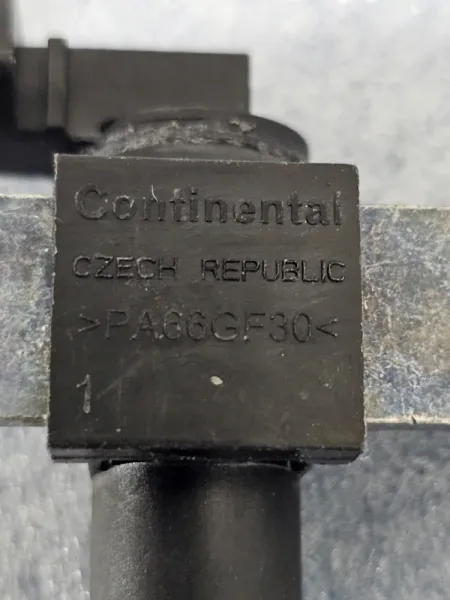 Continental
CZECH REPUBLIC
>PA66GF30<
1